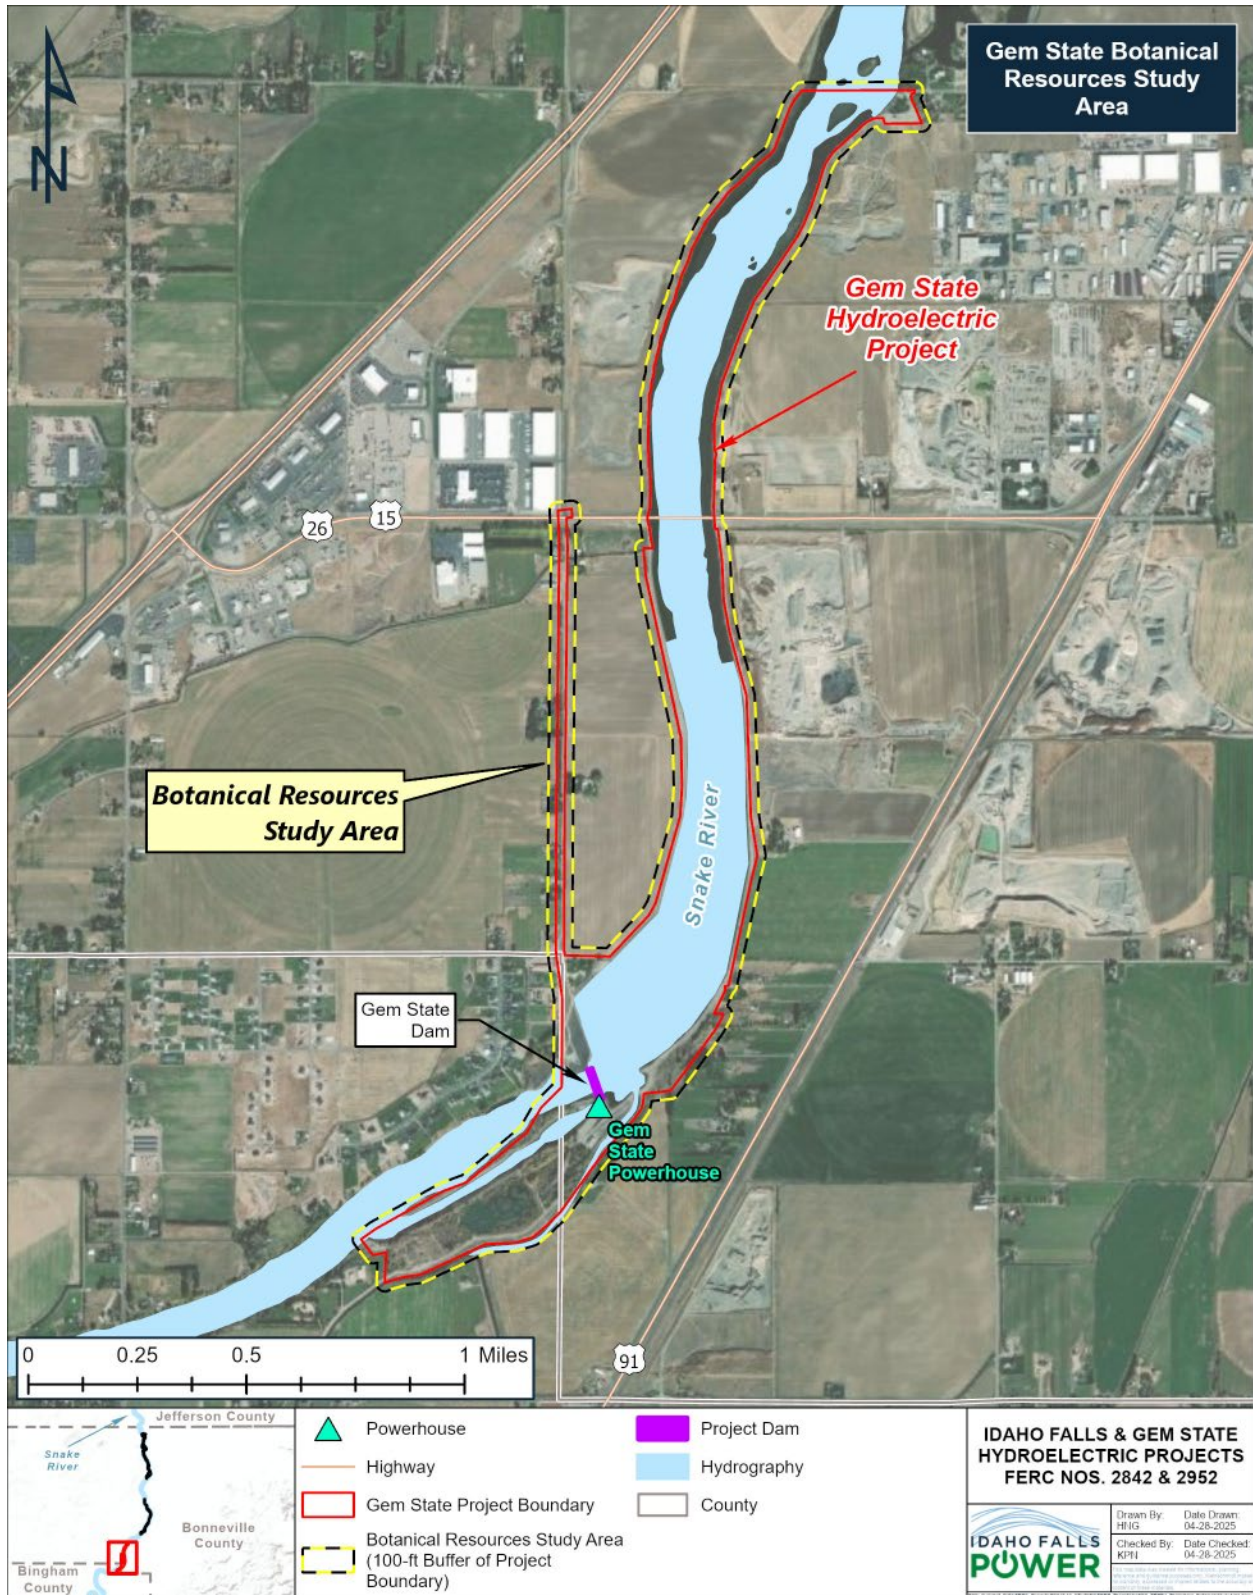 Gem State Botanical
Resources Study
Area
N
Gem State
Hydroelectric
Project
26
15
Botanical Resources
Study Area
Snake River
Gem State
Dam
Gem
State
Powerhouse
0 0.25 0.5 1 Miles
91
Jefferson County
Snake
River
Bonneville
County
Bingham
County
Powerhouse
Highway
Gem State Project Boundary
Botanical Resources Study Area
(100-ft Buffer of Project
Boundary)
Project Dam
Hydrography
County
IDAHO FALLS & GEM STATE
HYDROELECTRIC PROJECTS
FERC NOS. 2842 & 2952
IDAHO FALLS
POWER
Drawn By: Date Drawn:
HNG 04-28-2025
Checked By: Date Checked:
KPN 04-28-2025